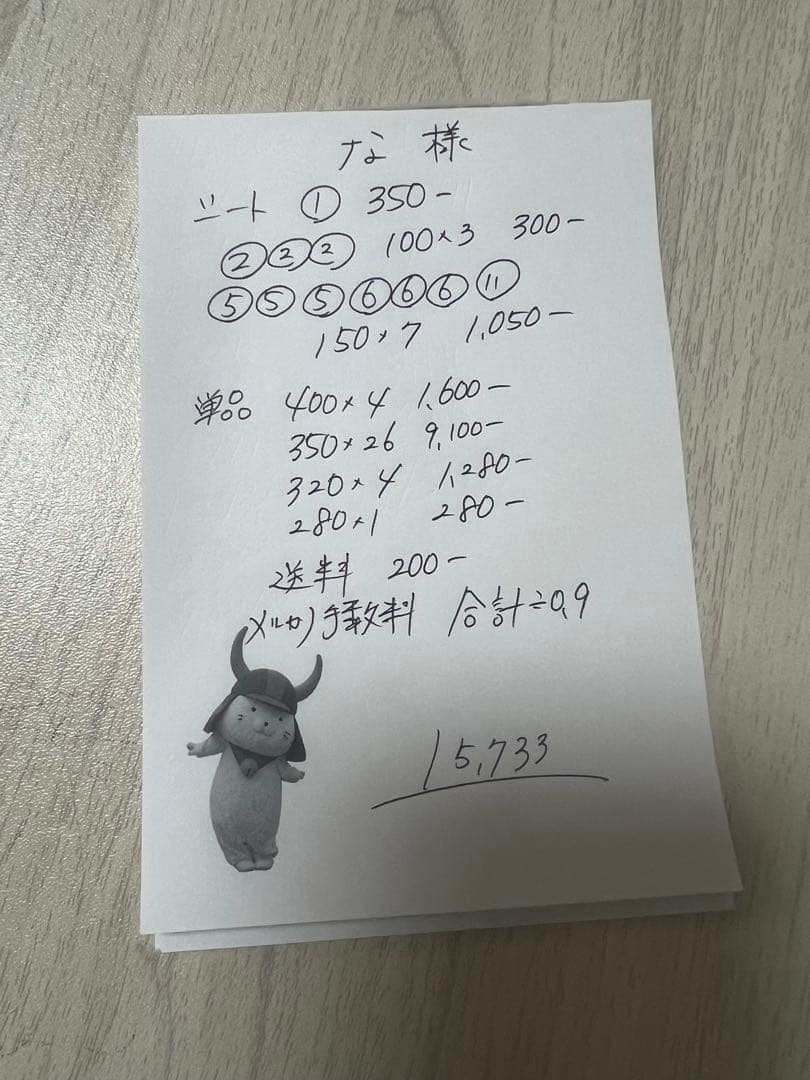 な 様
シート ① 350-
②②② 100×3 300-
⑤⑤⑤⑥⑥⑥⑪
150×7 1,050-
単品 400×4 1,600-
350×26 9,100-
320×4 1,280-
280×1 280-
送料 200-
メルカリ手数料 合計÷0,9
15,733